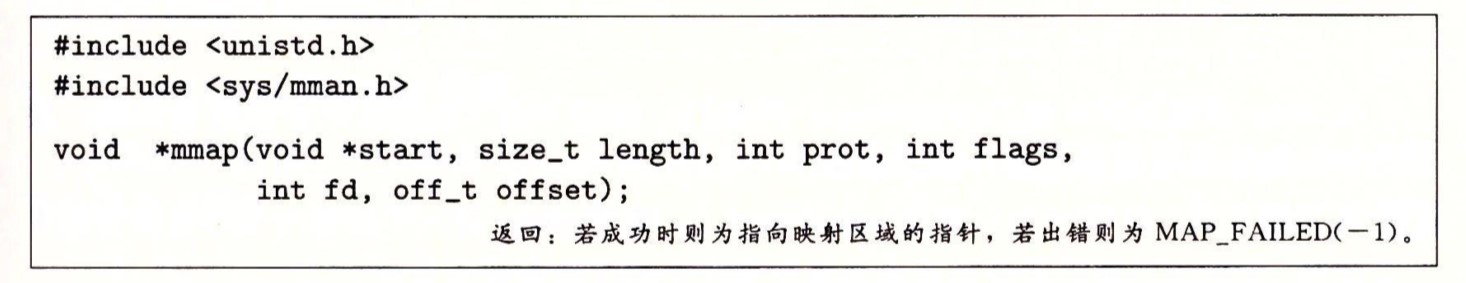 #include <unistd.h>
#include <sys/mman.h>
void  *mmap(void *start, size_t length, int prot, int flags,
            int fd, off_t offset);
返回：若成功时则为指向映射区域的指针，若出错则为 MAP_FAILED(－1)。